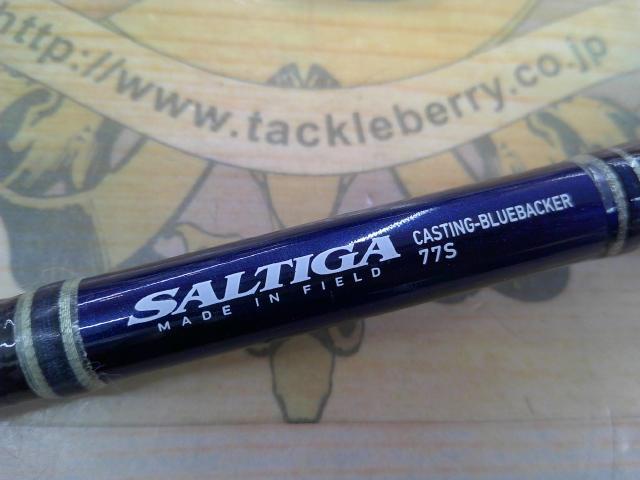 http://www.tackleberry.co.jp
SALTIGA
MADE IN FIELD
CASTING-BLUEBACKER
77S